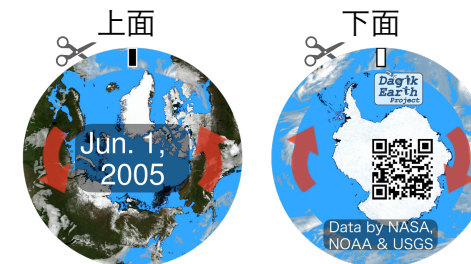 上面
下面
Jun. 1,
2005
Dagik
Earth
Project
Data by NASA,
NOAA & USGS